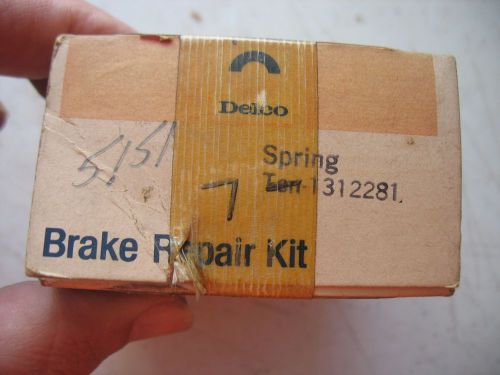 Delco
5151
Spring
7
Ten 1312281
Brake Repair Kit